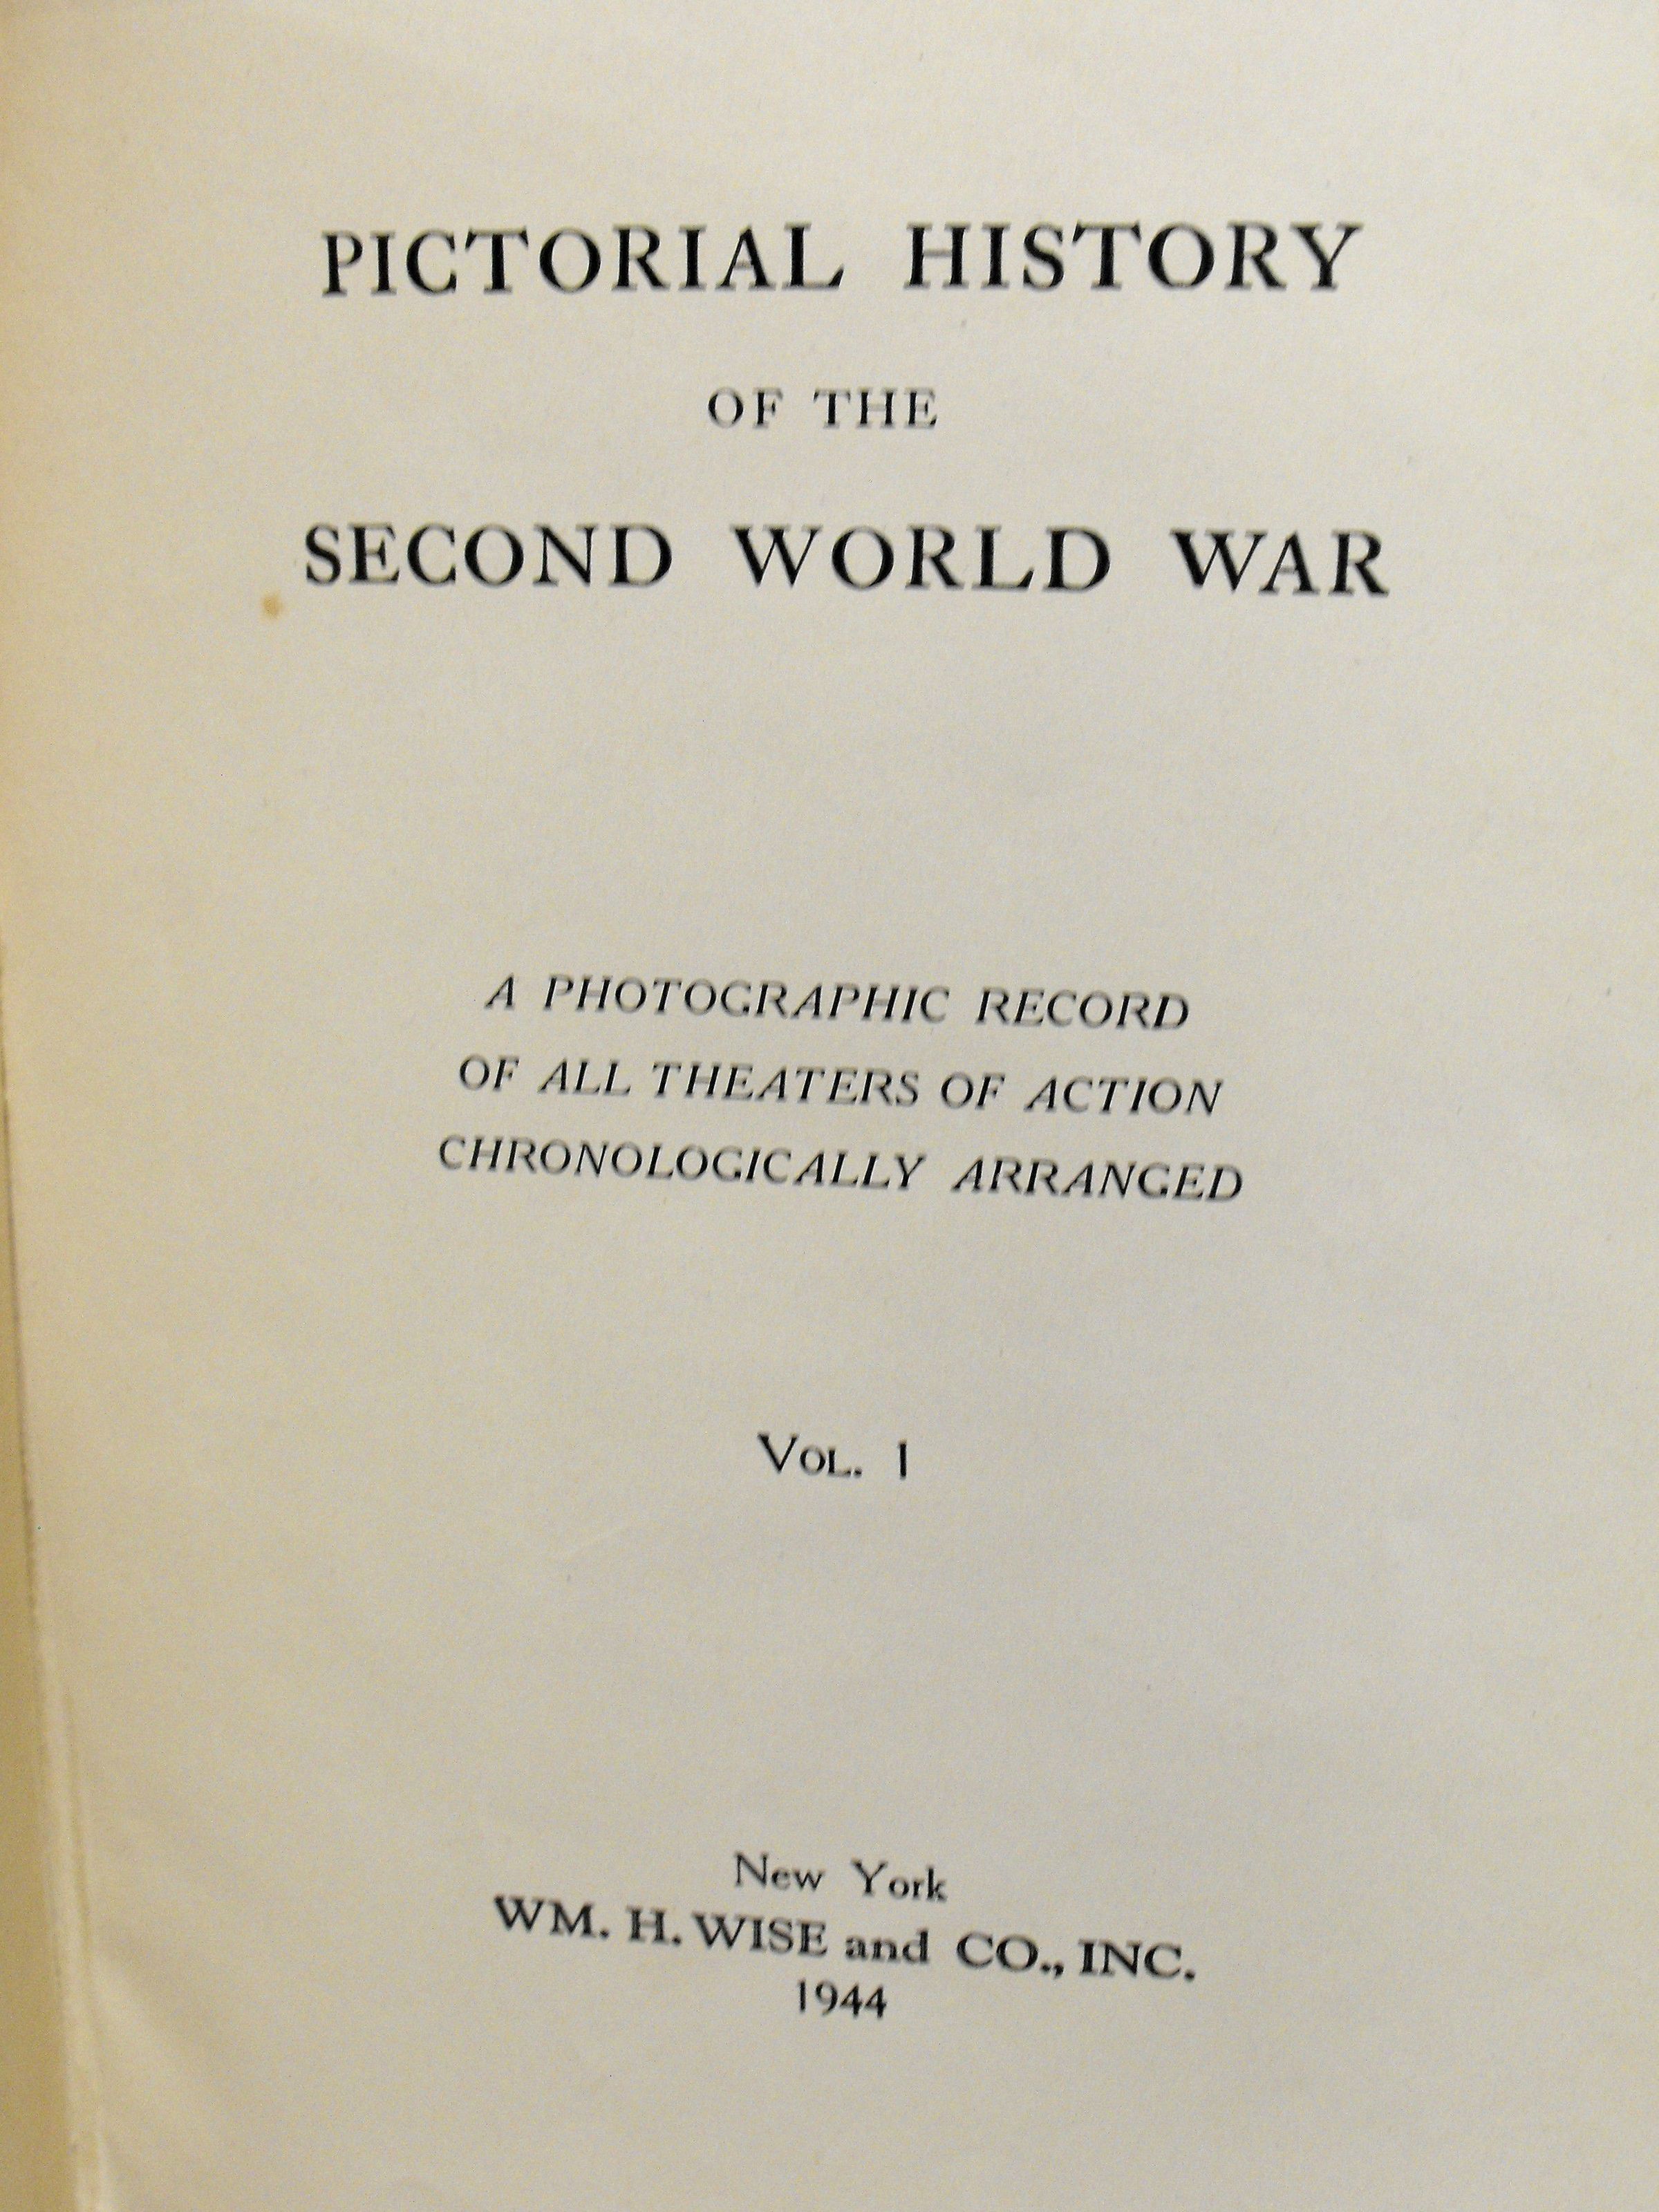 PICTORIAL HISTORY
OF THE
SECOND WORLD WAR
A PHOTOGRAPHIC RECORD
OF ALL THEATERS OF ACTION
CHRONOLOGICALLY ARRANGED
VOL. 1
New York
WM. H. WISE and CO., INC.
1944